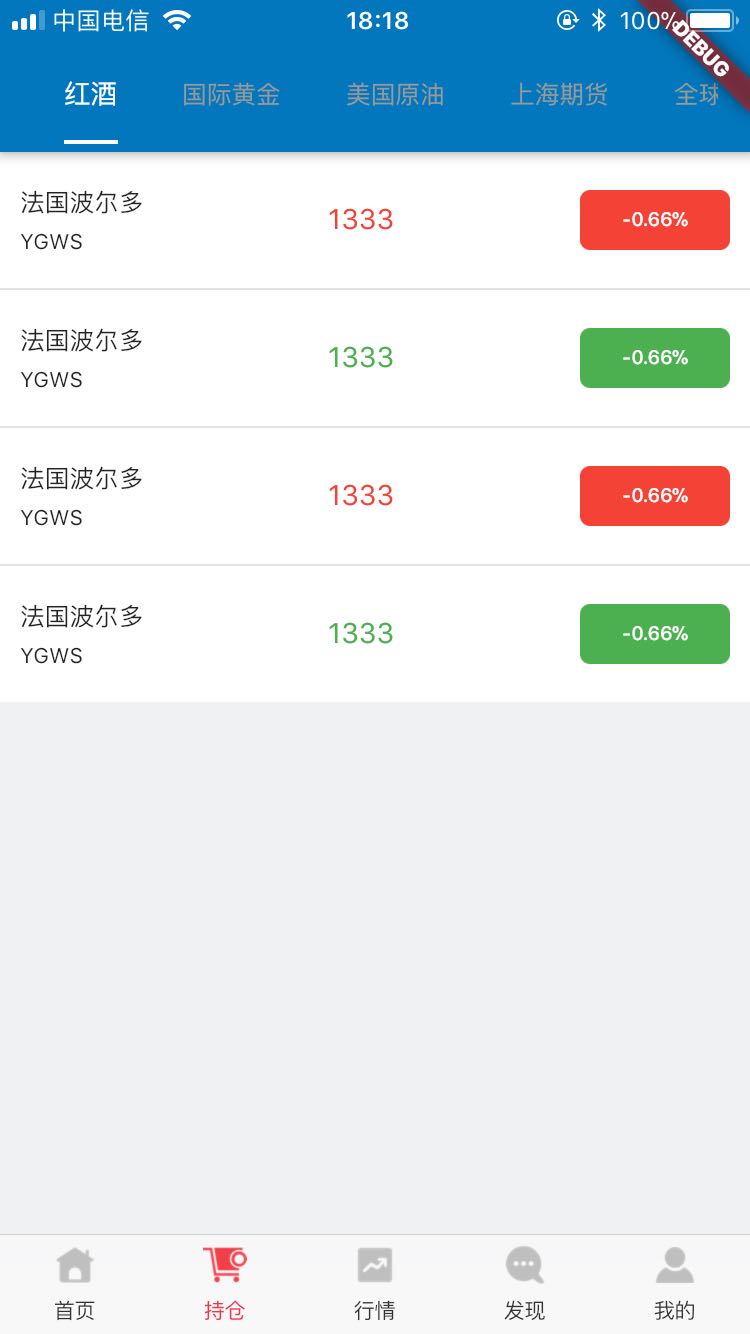 中国电信 18:18 100%
DEBUG
红酒 国际黄金 美国原油 上海期货 全球
法国波尔多
YGWS
1333
-0.66%
法国波尔多
YGWS
1333
-0.66%
法国波尔多
YGWS
1333
-0.66%
法国波尔多
YGWS
1333
-0.66%
首页 持仓 行情 发现 我的